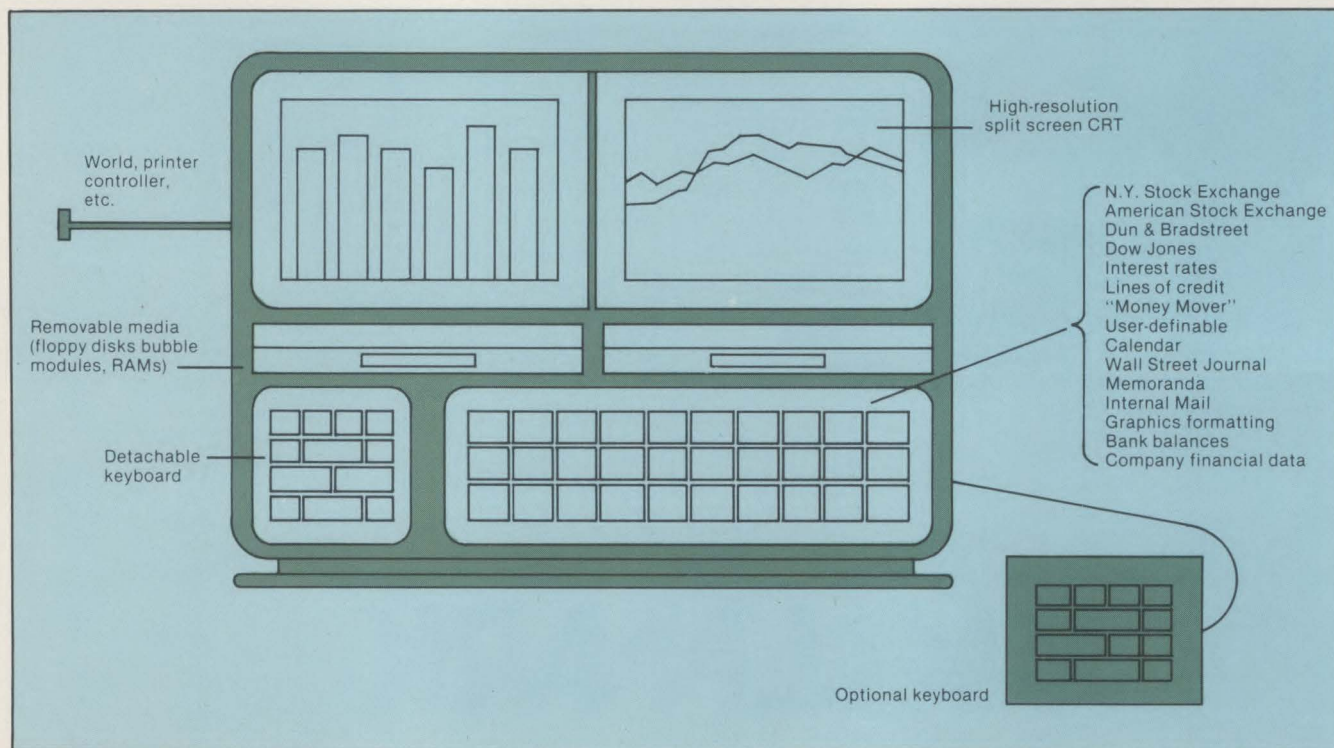 World, printer
controller,
etc.
High-resolution
split screen CRT
Removable media
(floppy disks bubble
modules, RAMs)
Detachable
keyboard
N.Y. Stock Exchange
American Stock Exchange
Dun & Bradstreet
Dow Jones
Interest rates
Lines of credit
"Money Mover"
User-definable
Calendar
Wall Street Journal
Memoranda
Internal Mail
Graphics formatting
Bank balances
Company financial data
Optional keyboard